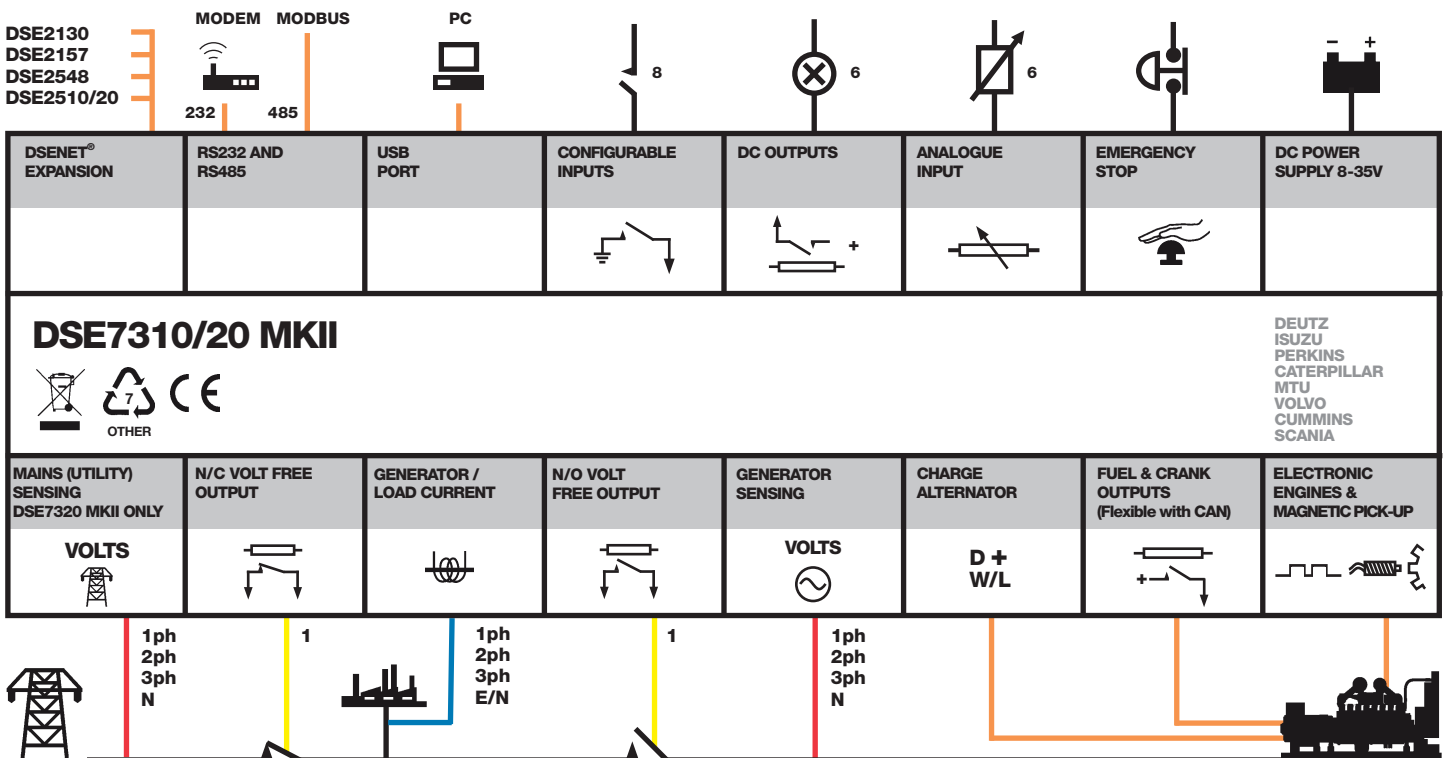 DSE2130
DSE2157
DSE2548
DSE2510/20
MODEM MODBUS
232 485
PC
8
6
6
- +
DSENET®
EXPANSION
RS232 AND
RS485
USB
PORT
CONFIGURABLE
INPUTS
DC OUTPUTS
ANALOGUE
INPUT
EMERGENCY
STOP
DC POWER
SUPPLY 8-35V
+
DSE7310/20 MKII
7
OTHER
CE
DEUTZ
ISUZU
PERKINS
CATERPILLAR
MTU
VOLVO
CUMMINS
SCANIA
MAINS (UTILITY)
SENSING
DSE7320 MKII ONLY
VOLTS
N/C VOLT FREE
OUTPUT
GENERATOR /
LOAD CURRENT
N/O VOLT
FREE OUTPUT
GENERATOR
SENSING
VOLTS
CHARGE
ALTERNATOR
D +
W/L
FUEL & CRANK
OUTPUTS
(Flexible with CAN)
+
ELECTRONIC
ENGINES &
MAGNETIC PICK-UP
1ph
2ph
3ph
N
1
1ph
2ph
3ph
E/N
1
1ph
2ph
3ph
N